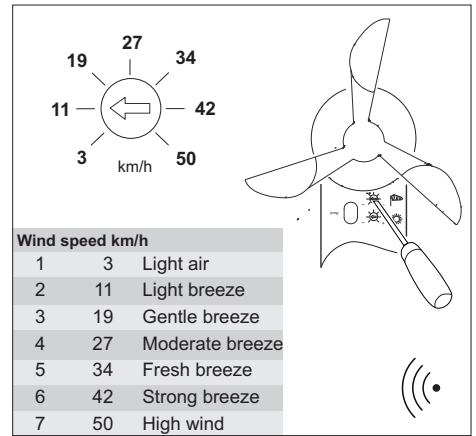 27
19 34
11 42
3 50
km/h
Wind speed km/h
1 3 Light air
2 11 Light breeze
3 19 Gentle breeze
4 27 Moderate breeze
5 34 Fresh breeze
6 42 Strong breeze
7 50 High wind